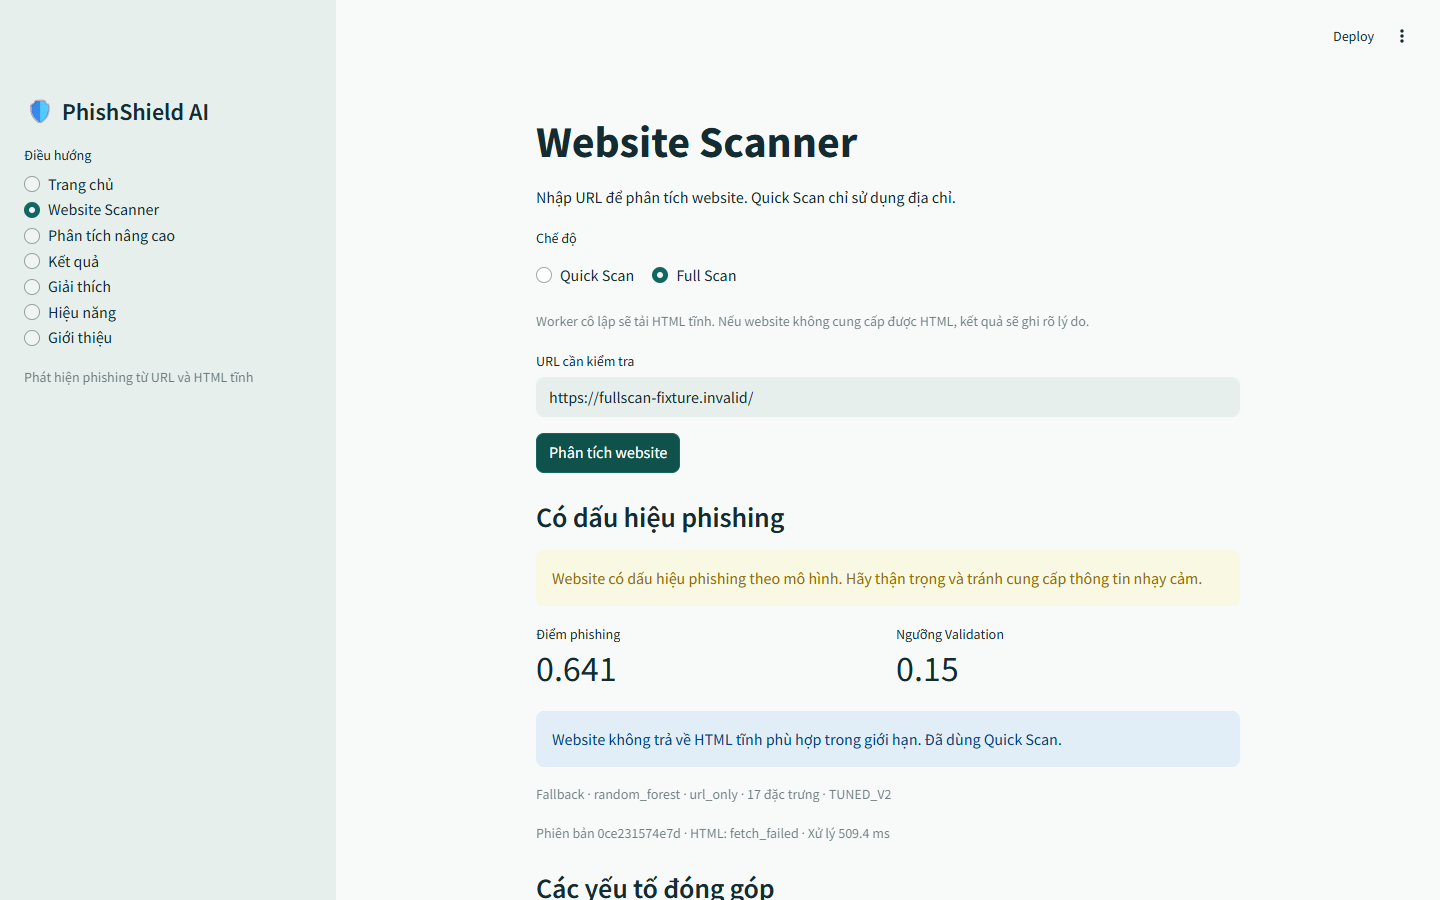 Deploy
PhishShield AI
Điều hướng
Trang chủ
Website Scanner
Phân tích nâng cao
Kết quả
Giải thích
Hiệu năng
Giới thiệu
Phát hiện phishing từ URL và HTML tĩnh
Website Scanner
Nhập URL để phân tích website. Quick Scan chỉ sử dụng địa chỉ.
Chế độ
Quick Scan Full Scan
Worker cô lập sẽ tải HTML tĩnh. Nếu website không cung cấp được HTML, kết quả sẽ ghi rõ lý do.
URL cần kiểm tra
https://fullscan-fixture.invalid/
Phân tích website
Có dấu hiệu phishing
Website có dấu hiệu phishing theo mô hình. Hãy thận trọng và tránh cung cấp thông tin nhạy cảm.
Điểm phishing Ngưỡng Validation
0.641 0.15
Website không trả về HTML tĩnh phù hợp trong giới hạn. Đã dùng Quick Scan.
Fallback · random_forest · url_only · 17 đặc trưng · TUNED_V2
Phiên bản 0ce231574e7d · HTML: fetch_failed · Xử lý 509.4 ms
Các yếu tố đóng góp